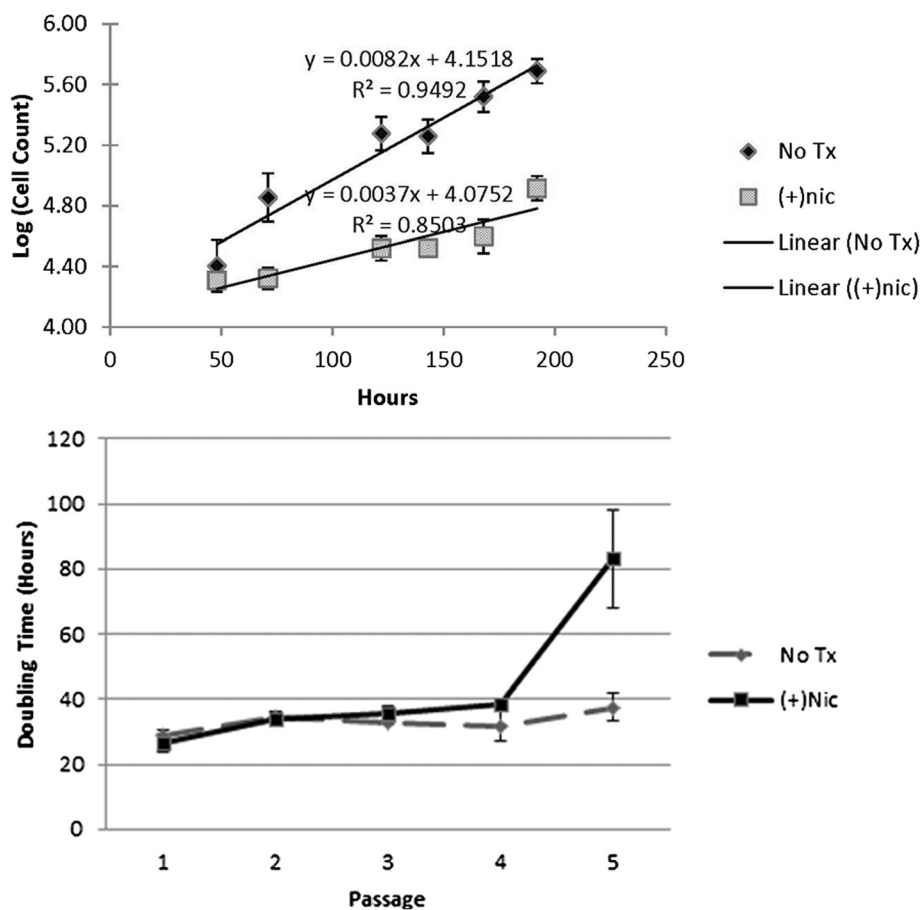 6.00
5.60
5.20
4.80
4.40
4.00
Log (Cell Count)
y = 0.0082x + 4.1518
R² = 0.9492
y = 0.0037x + 4.0752
R² = 0.8503
0 50 100 150 200 250
Hours
No Tx
(+)nic
Linear (No Tx)
Linear ((+)nic)
120
100
80
60
40
20
0
Doubling Time (Hours)
1 2 3 4 5
Passage
No Tx
(+)Nic